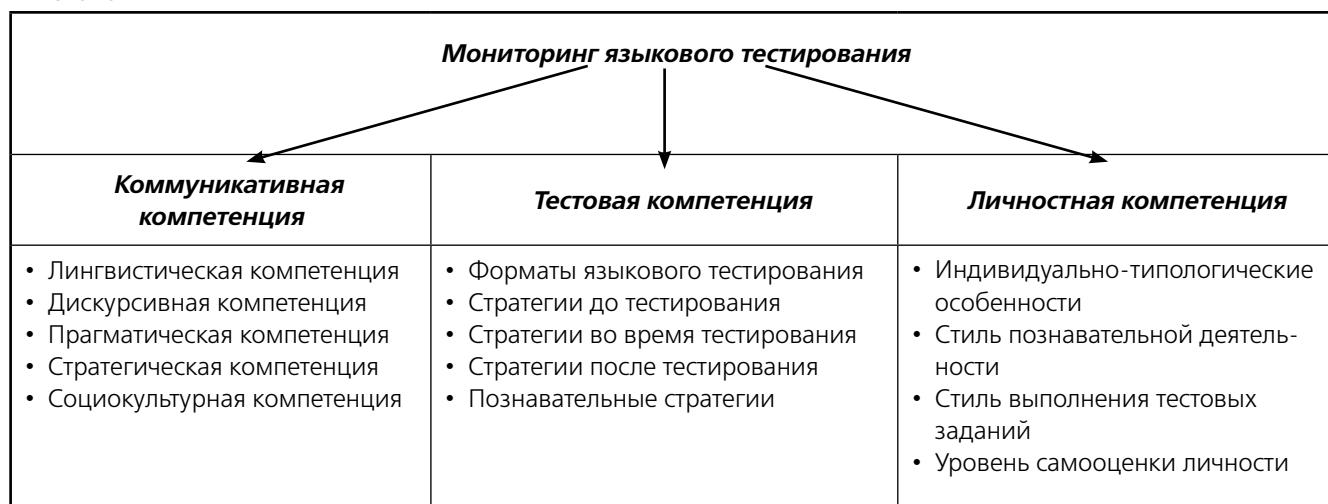 Мониторинг языкового тестирования
Коммуникативная
компетенция
Тестовая компетенция
Личностная компетенция
• Лингвистическая компетенция
• Дискурсивная компетенция
• Прагматическая компетенция
• Стратегическая компетенция
• Социокультурная компетенция
• Форматы языкового тестирования
• Стратегии до тестирования
• Стратегии во время тестирования
• Стратегии после тестирования
• Познавательные стратегии
• Индивидуально-типологические
особенности
• Стиль познавательной деятель-
ности
• Стиль выполнения тестовых
заданий
• Уровень самооценки личности